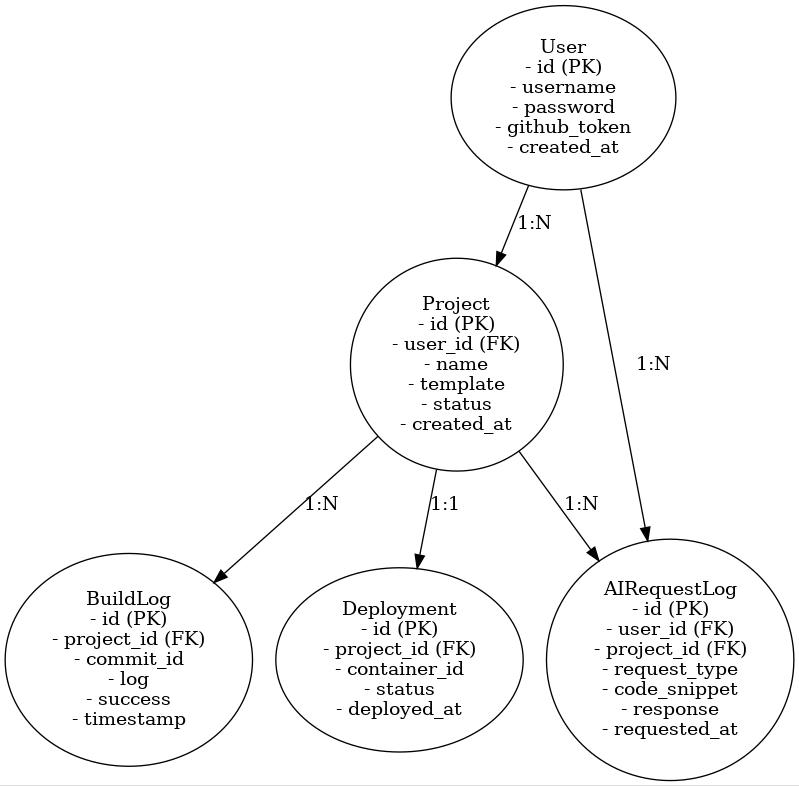 User
- id (PK)
- username
- password
- github_token
- created_at
1:N
Project
- id (PK)
- user_id (FK)
- name
- template
- status
- created_at
1:N
1:N
1:1
1:N
BuildLog
- id (PK)
- project_id (FK)
- commit_id
- log
- success
- timestamp
Deployment
- id (PK)
- project_id (FK)
- container_id
- status
- deployed_at
AIRequestLog
- id (PK)
- user_id (FK)
- project_id (FK)
- request_type
- code_snippet
- response
- requested_at